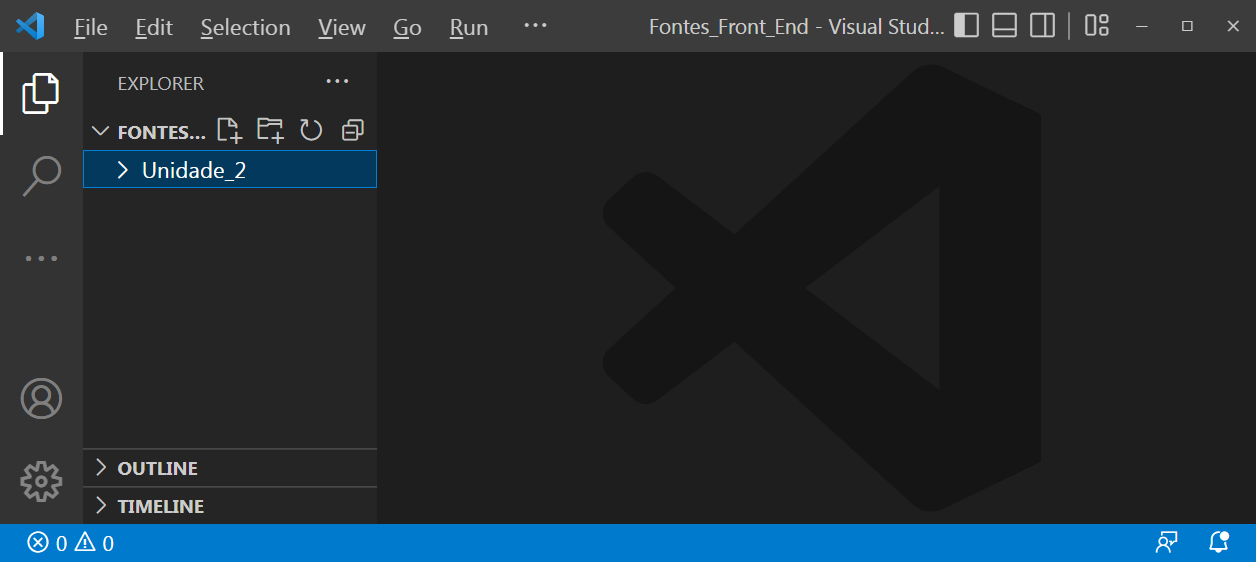 File Edit Selection View Go Run ··· Fontes_Front_End - Visual Stud...
EXPLORER ···
FONTES...
Unidade_2
OUTLINE
TIMELINE
0 0